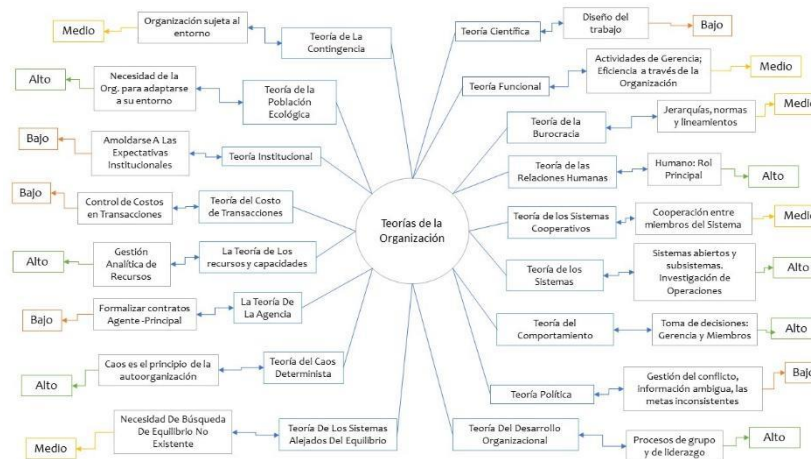 Teorías de la
Organización
Teoría Científica
Diseño del
trabajo
Bajo
Teoría Funcional
Actividades de Gerencia;
Eficiencia a través de la
Organización
Medio
Teoría de la
Burocracia
Jerarquías, normas
y lineamientos
Medio
Teoría de las
Relaciones Humanas
Humano: Rol
Principal
Alto
Teoría de los Sistemas
Cooperativos
Cooperación entre
miembros del Sistema
Medio
Teoría de los
Sistemas
Sistemas abiertos y
subsistemas.
Investigación de
Operaciones
Alto
Teoría del
Comportamiento
Toma de decisiones:
Gerencia y Miembros
Alto
Teoría Política
Gestión del conflicto,
información ambigua, las
metas inconsistentes
Bajo
Teoría Del Desarrollo
Organizacional
Procesos de grupo
y de liderazgo
Alto
Teoría de La
Contingencia
Organización
sujeta al
entorno
Medio
Teoría de la
Población
Ecológica
Necesidad de la
Org. para adaptarse
a su entorno
Alto
Teoría Institucional
Amoldarse A Las
Expectativas
Institucionales
Bajo
Teoría del Costo
de Transacciones
Control de Costos
en Transacciones
Bajo
La Teoría de Los
recursos y capacidades
Gestión
Analítica de
Recursos
Alto
La Teoría De
La Agencia
Formalizar contratos
Agente -Principal
Bajo
Teoría del Caos
Determinista
Caos es el principio de la
autoorganización
Alto
Teoría De Los Sistemas
Alejados Del Equilibrio
Necesidad De Búsqueda
De Equilibrio No
Existente
Medio